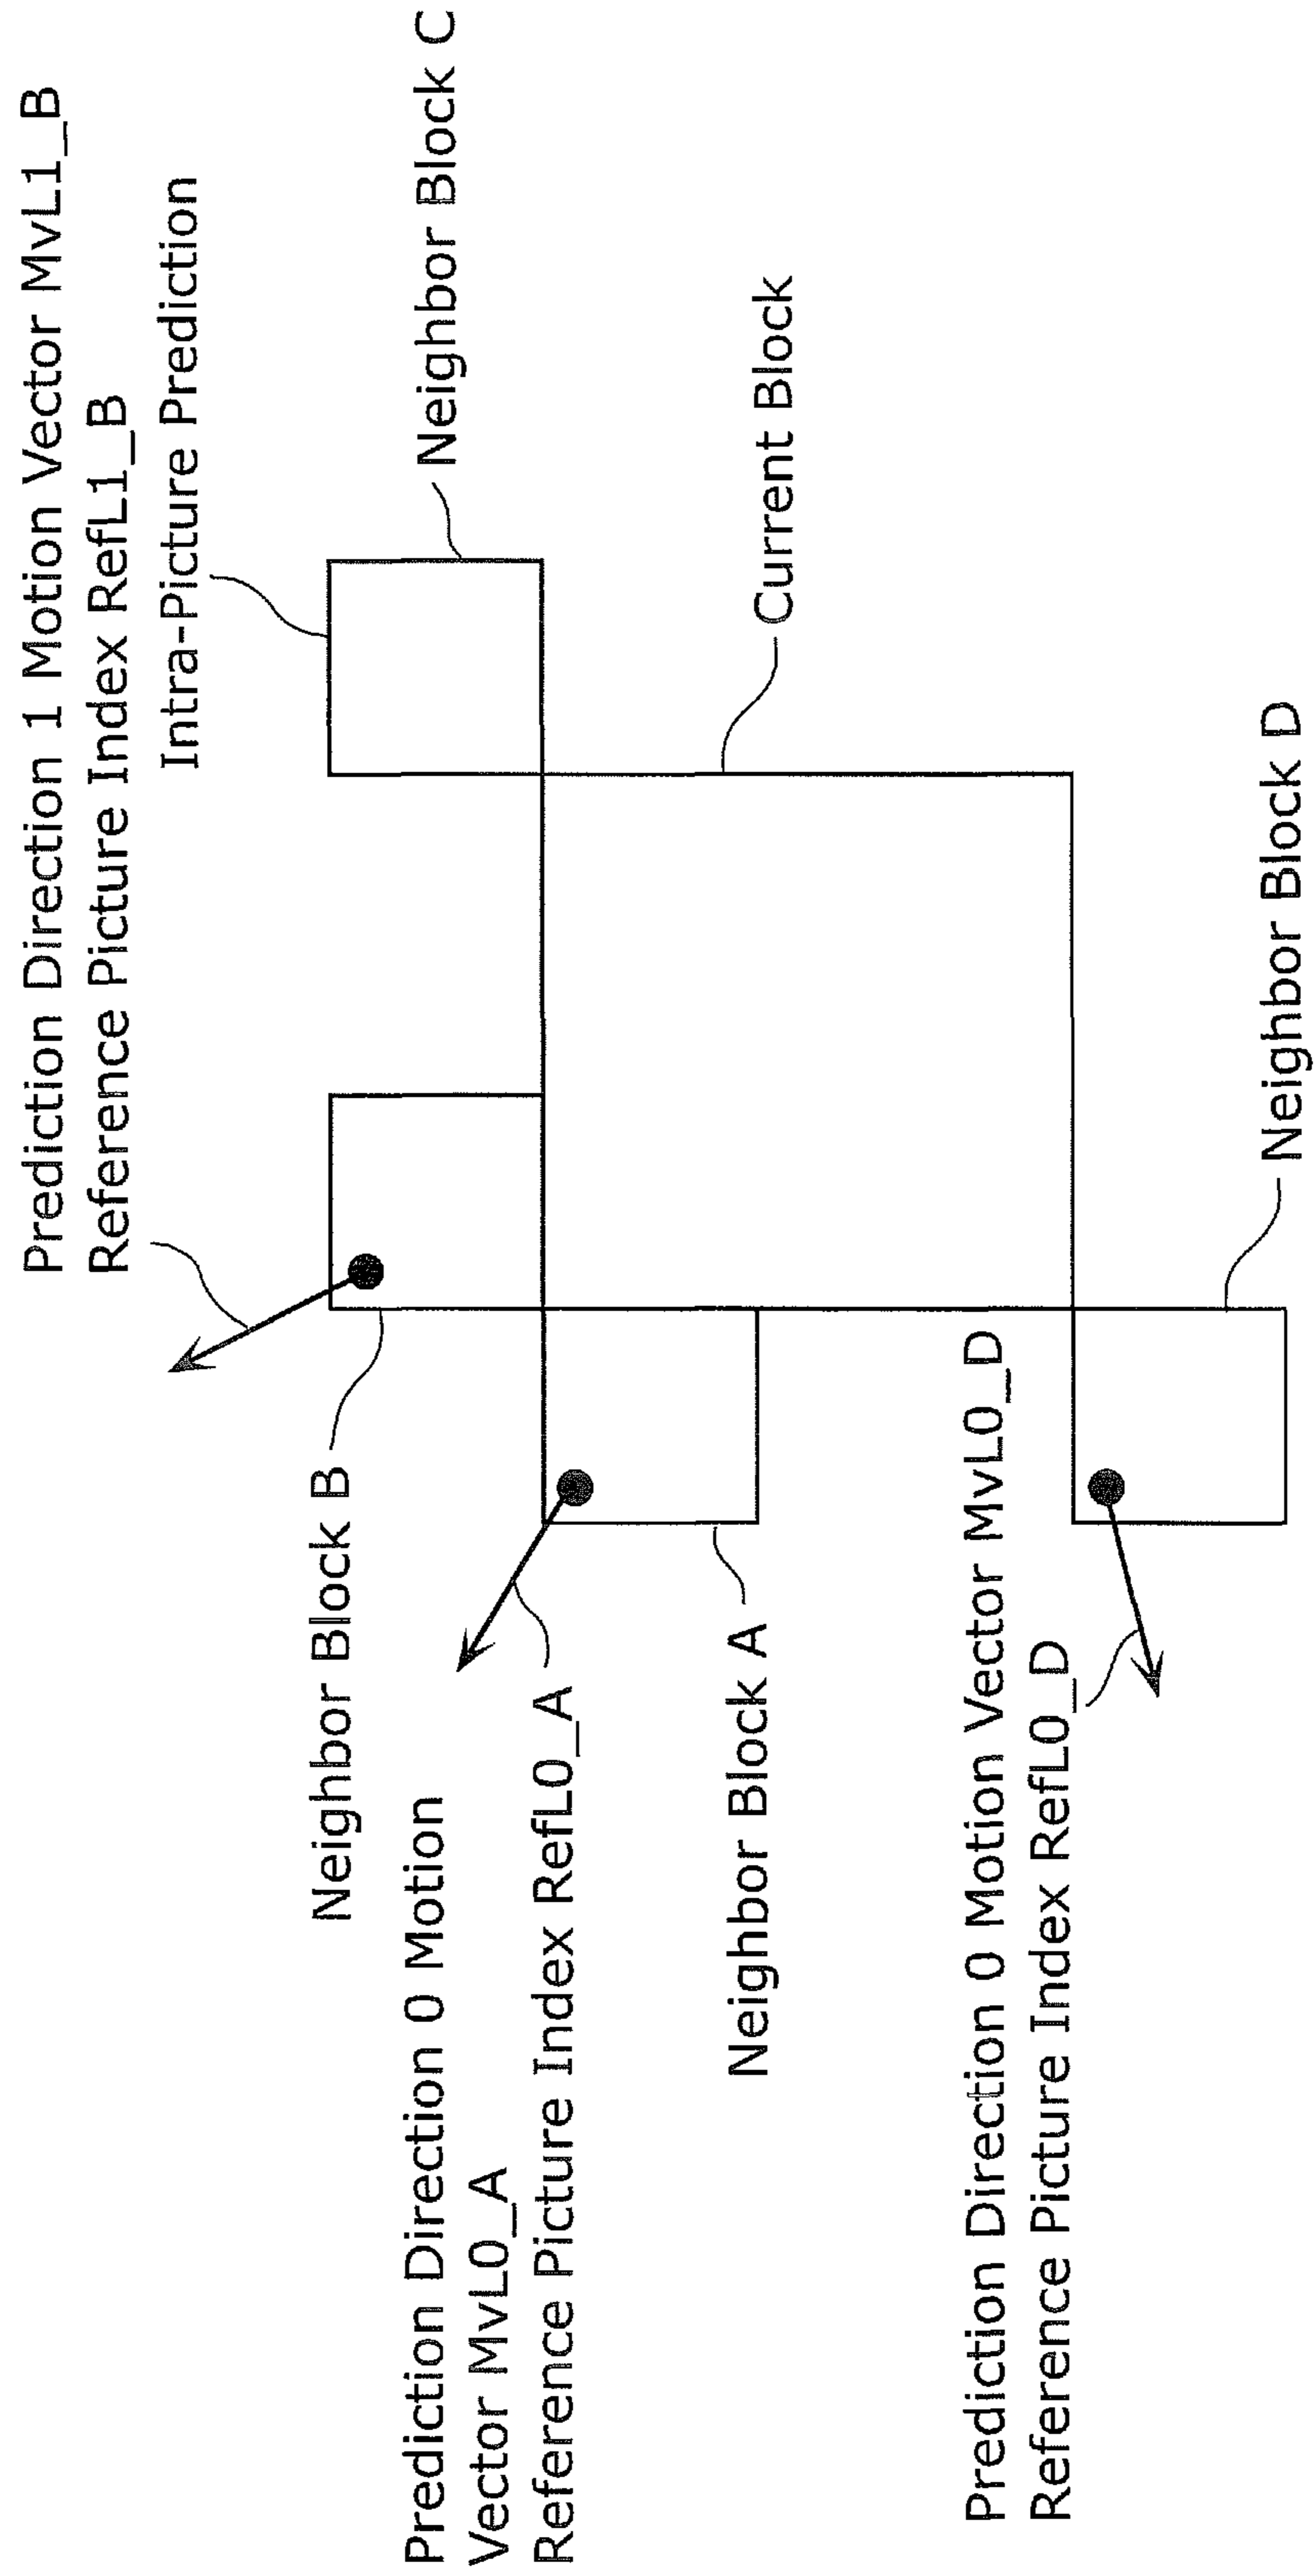 Prediction Direction 1 Motion Vector MvL1_B
Reference Picture Index RefL1_B
Intra-Picture Prediction
Neighbor Block B
Neighbor Block C
Prediction Direction 0 Motion
Vector MvL0_A
Reference Picture Index RefL0_A
Neighbor Block A
Current Block
Prediction Direction 0 Motion Vector MvL0_D
Reference Picture Index RefL0_D
Neighbor Block D